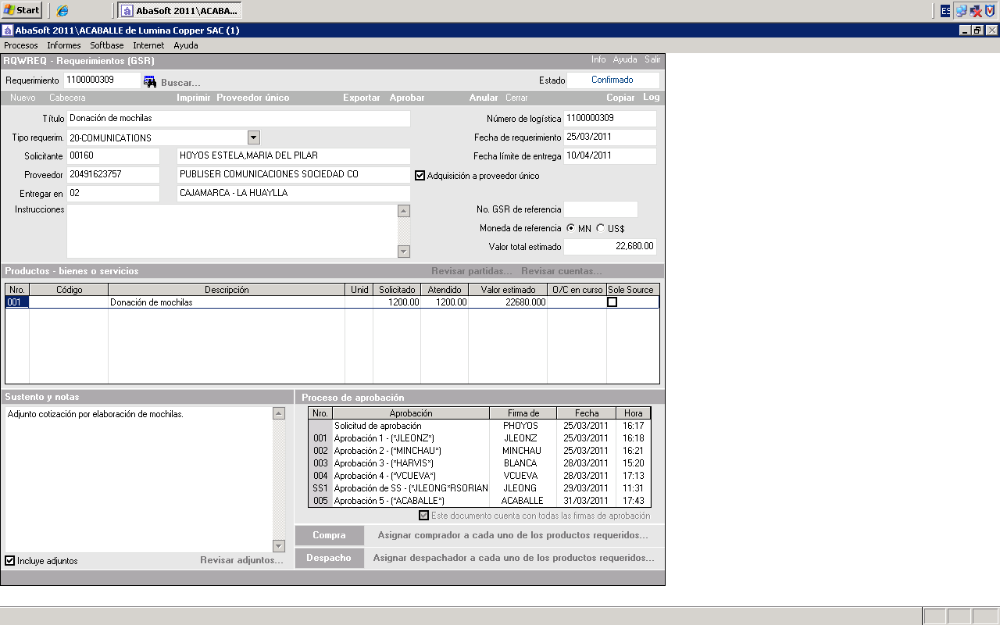 Start
AbaSoft 2011\ACABA...
ES
AbaSoft 2011\ACABALLE de Lumina Copper SAC (1)
Procesos Informes Softbase Internet Ayuda
RQWREQ - Requerimientos (GSR) Info Ayuda Salir
Requerimiento 1100000309 Buscar... Estado Confirmado
Nuevo Cabecera Imprimir Proveedor único Exportar Aprobar Anular Cerrar Copiar Log
Título Donación de mochilas Número de logística 1100000309
Tipo requerim. 20-COMUNICATIONS Fecha de requerimiento 25/03/2011
Solicitante 00160 HOYOS ESTELA,MARIA DEL PILAR Fecha límite de entrega 10/04/2011
Proveedor 20491623757 PUBLISER COMUNICACIONES SOCIEDAD CO Adquisición a proveedor único
Entregar en 02 CAJAMARCA - LA HUAYLLA
Instrucciones No. GSR de referencia
Moneda de referencia MN US$
Valor total estimado 22,680.00
Productos - bienes o servicios Revisar partidas... Revisar cuentas...
Nro. Código Descripción Unid Solicitado Atendido Valor estimado O/C en curso Sole Source
001 Donación de mochilas 1200.00 1200.00 22680.000
Sustento y notas
Adjunto cotización por elaboración de mochilas.
Incluye adjuntos Revisar adjuntos...
Proceso de aprobación
Nro. Aprobación Firma de Fecha Hora
Solicitud de aprobación PHOYOS 25/03/2011 16:17
001 Aprobación 1 - (*JLEONZ*) JLEONZ 25/03/2011 16:18
002 Aprobación 2 - (*MINCHAU*) MINCHAU 25/03/2011 16:21
003 Aprobación 3 - (*HARVIS*) BLANCA 28/03/2011 15:20
004 Aprobación 4 - (*VCUEVA*) VCUEVA 28/03/2011 17:13
SS1 Aprobación de SS - (*JLEONG*RSORIAN JLEONG 29/03/2011 11:31
005 Aprobación 5 - (*ACABALLE*) ACABALLE 31/03/2011 17:43
Este documento cuenta con todas las firmas de aprobación
Compra Asignar comprador a cada uno de los productos requeridos...
Despacho Asignar despachador a cada uno de los productos requeridos...